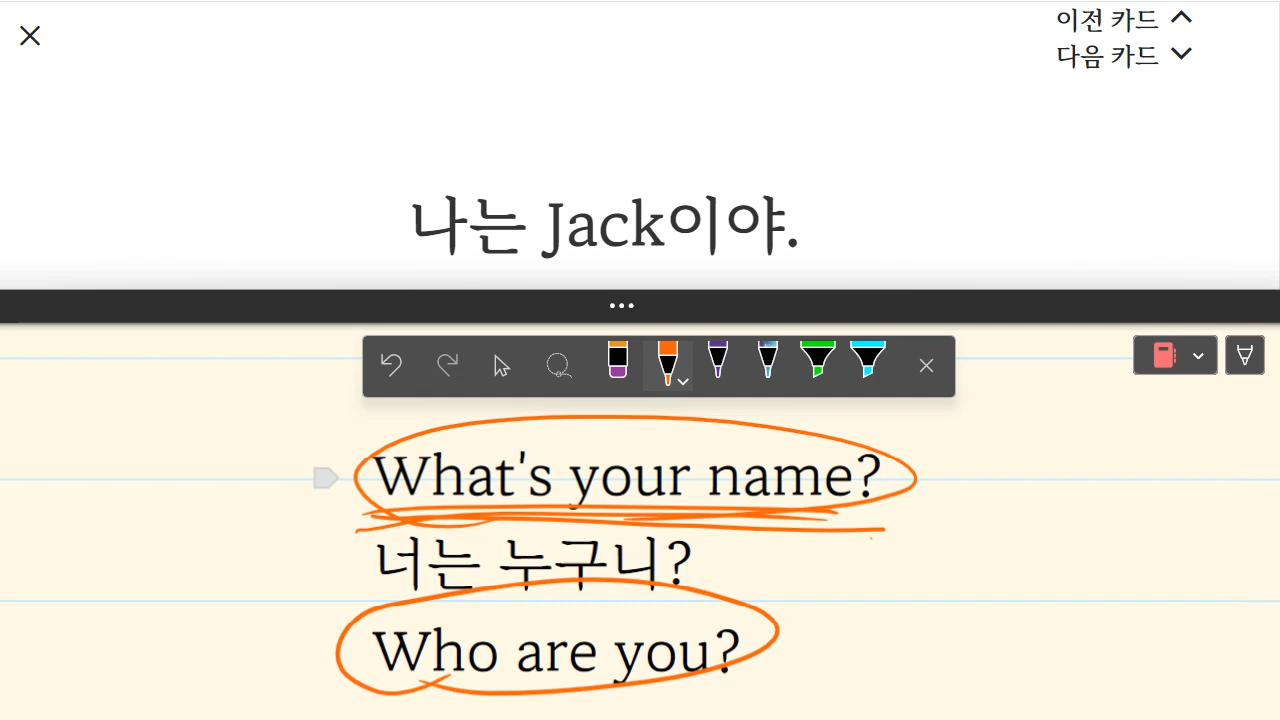 이전 카드
다음 카드
나는 Jack이야.
What's your name?
너는 누구니?
Who are you?